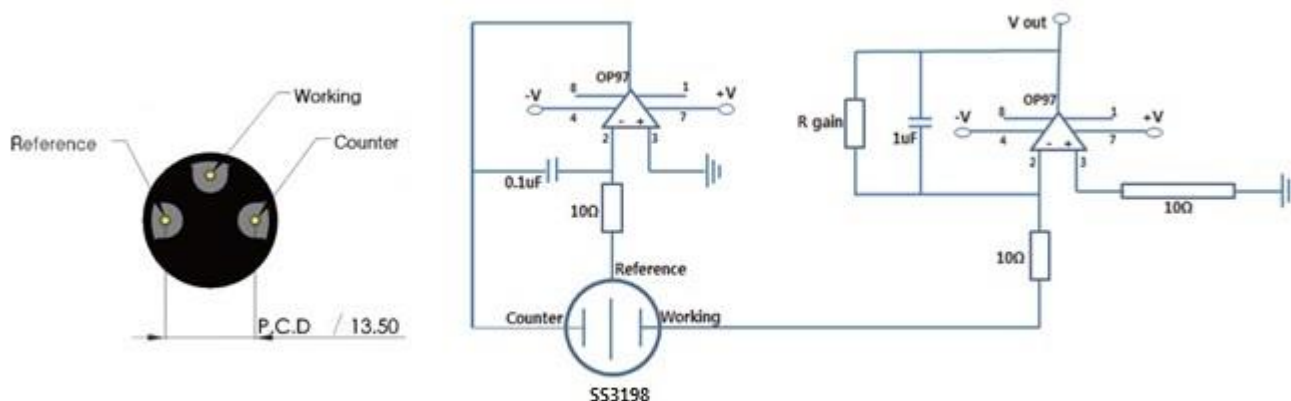 Working
Reference
Counter
P.C.D / 13.50
OP97
8
1
-V
+V
4
7
-
+
2
3
0.1uF
10Ω
Reference
Counter
Working
SS3198
V out
OP97
8
1
-V
+V
4
7
-
+
2
3
R gain
1uF
10Ω
10Ω